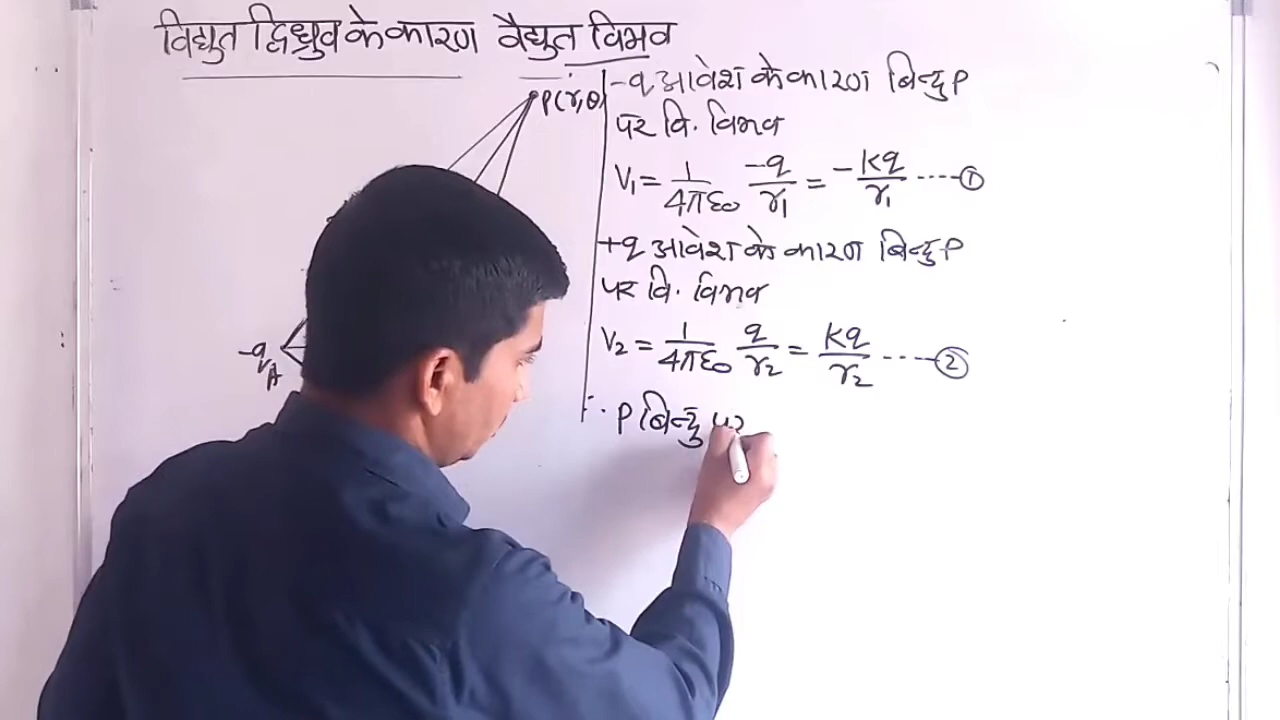 विद्युत द्विध्रुव के कारण वैद्युत विभव
P(r,θ)
-q
A
-q आवेश के कारण बिन्दु P
पर वि. विभव
V₁ = 1/4πε₀ -q/r₁ = -Kq/r₁ ----①
+q आवेश के कारण बिन्दु P
पर वि. विभव
V₂ = 1/4πε₀ q/r₂ = Kq/r₂ ----②
∴ P बिन्दु पर